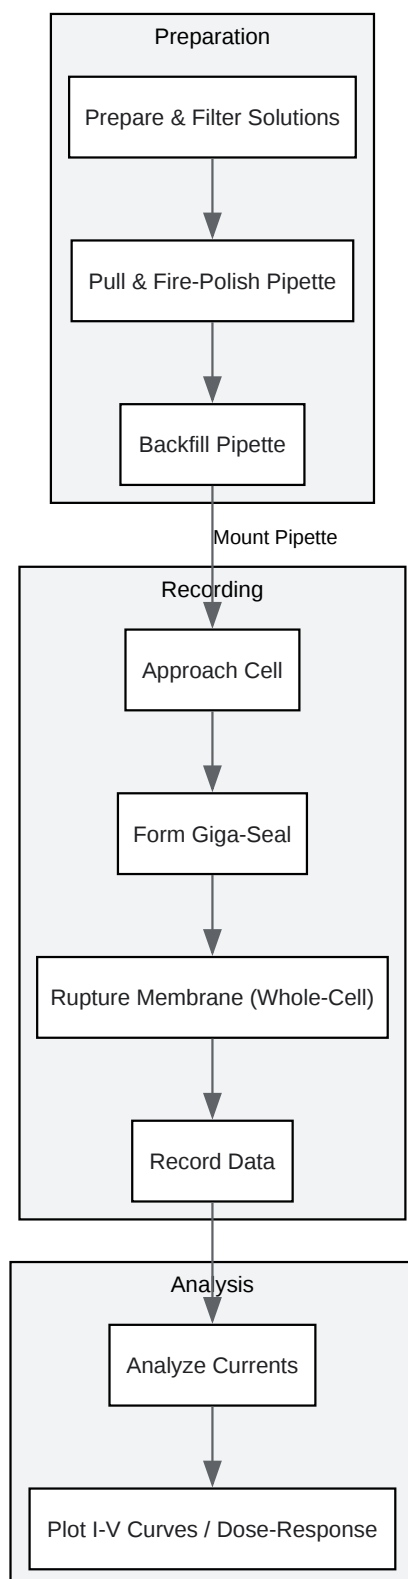 Preparation
Prepare & Filter Solutions
Pull & Fire-Polish Pipette
Backfill Pipette
Mount Pipette
Recording
Approach Cell
Form Giga-Seal
Rupture Membrane (Whole-Cell)
Record Data
Analysis
Analyze Currents
Plot I-V Curves / Dose-Response